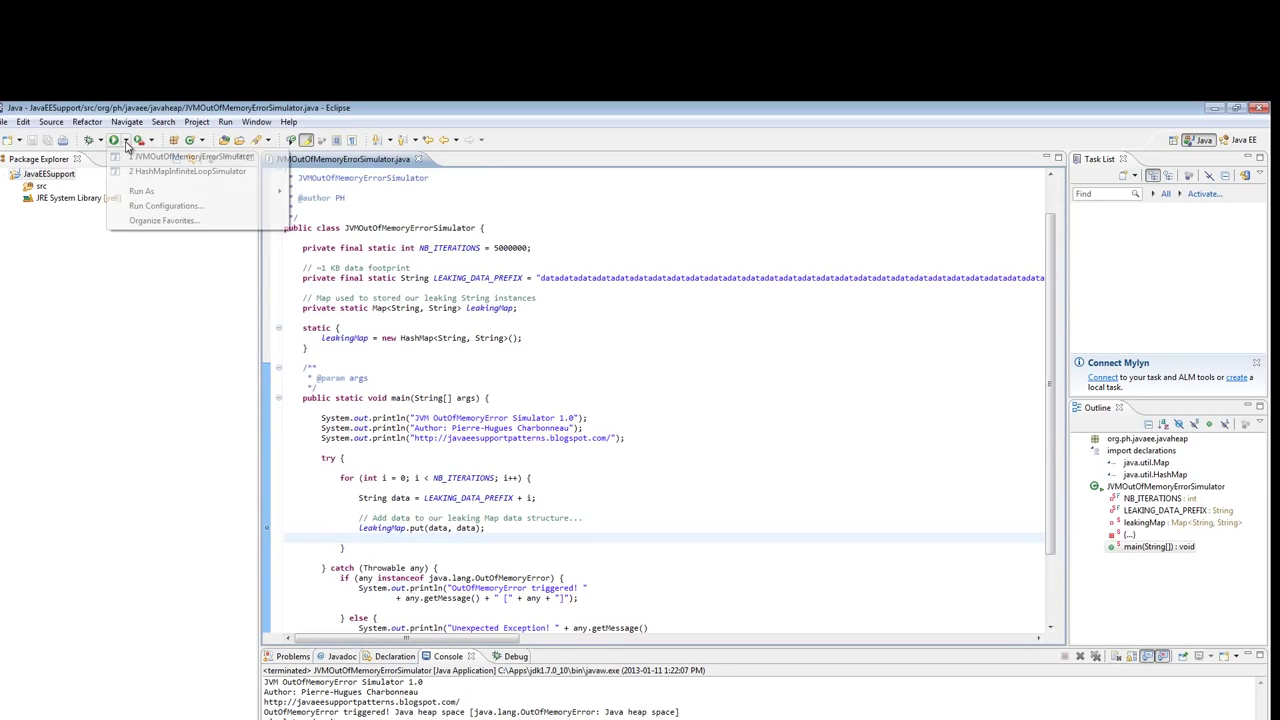 Java - JavaEESupport/src/org/ph/javaee/javaheap/JVMOutOfMemoryErrorSimulator.java - Eclipse
Edit Source Refactor Navigate Search Project Run Window Help
Java Java EE
Package Explorer
JavaEESupport
src
JRE System Library [jre6]
1 JVMOutOfMemoryErrorSimulator
2 HashMapInfiniteLoopSimulator
Run As
Run Configurations...
Organize Favorites...
JVMOutOfMemoryErrorSimulator.java
* JVMOutOfMemoryErrorSimulator
* @author PH
*/
public class JVMOutOfMemoryErrorSimulator {
private final static int NB_ITERATIONS = 5000000;
// ~1 KB data footprint
private final static String LEAKING_DATA_PREFIX = "datadatadatadatadatadatadatadatadatadatadatadatadatadatadatadatadatadatadatadatadatadatadatadatadatadatadatadata
// Map used to stored our leaking String instances
private static Map<String, String> leakingMap;
static {
leakingMap = new HashMap<String, String>();
}
/**
* @param args
*/
public static void main(String[] args) {
System.out.println("JVM OutOfMemoryError Simulator 1.0");
System.out.println("Author: Pierre-Hugues Charbonneau");
System.out.println("http://javaeesupportpatterns.blogspot.com/");
try {
for (int i = 0; i < NB_ITERATIONS; i++) {
String data = LEAKING_DATA_PREFIX + i;
// Add data to our leaking Map data structure...
leakingMap.put(data, data);
}
} catch (Throwable any) {
if (any instanceof java.lang.OutOfMemoryError) {
System.out.println("OutOfMemoryError triggered! "
+ any.getMessage() + " [" + any + "]");
} else {
System.out.println("Unexpected Exception! " + any.getMessage()
Task List
Find All Activate...
Connect Mylyn
Connect to your task and ALM tools or create a
local task.
Outline
org.ph.javaee.javaheap
import declarations
java.util.Map
java.util.HashMap
JVMOutOfMemoryErrorSimulator
NB_ITERATIONS : int
LEAKING_DATA_PREFIX : String
leakingMap : Map<String, String>
{...}
main(String[]) : void
Problems Javadoc Declaration Console Debug
<terminated> JVMOutOfMemoryErrorSimulator [Java Application] C:\Apps\jdk1.7.0_10\bin\javaw.exe (2013-01-11 1:22:07 PM)
JVM OutOfMemoryError Simulator 1.0
Author: Pierre-Hugues Charbonneau
http://javaeesupportpatterns.blogspot.com/
OutOfMemoryError triggered! Java heap space [java.lang.OutOfMemoryError: Java heap space]